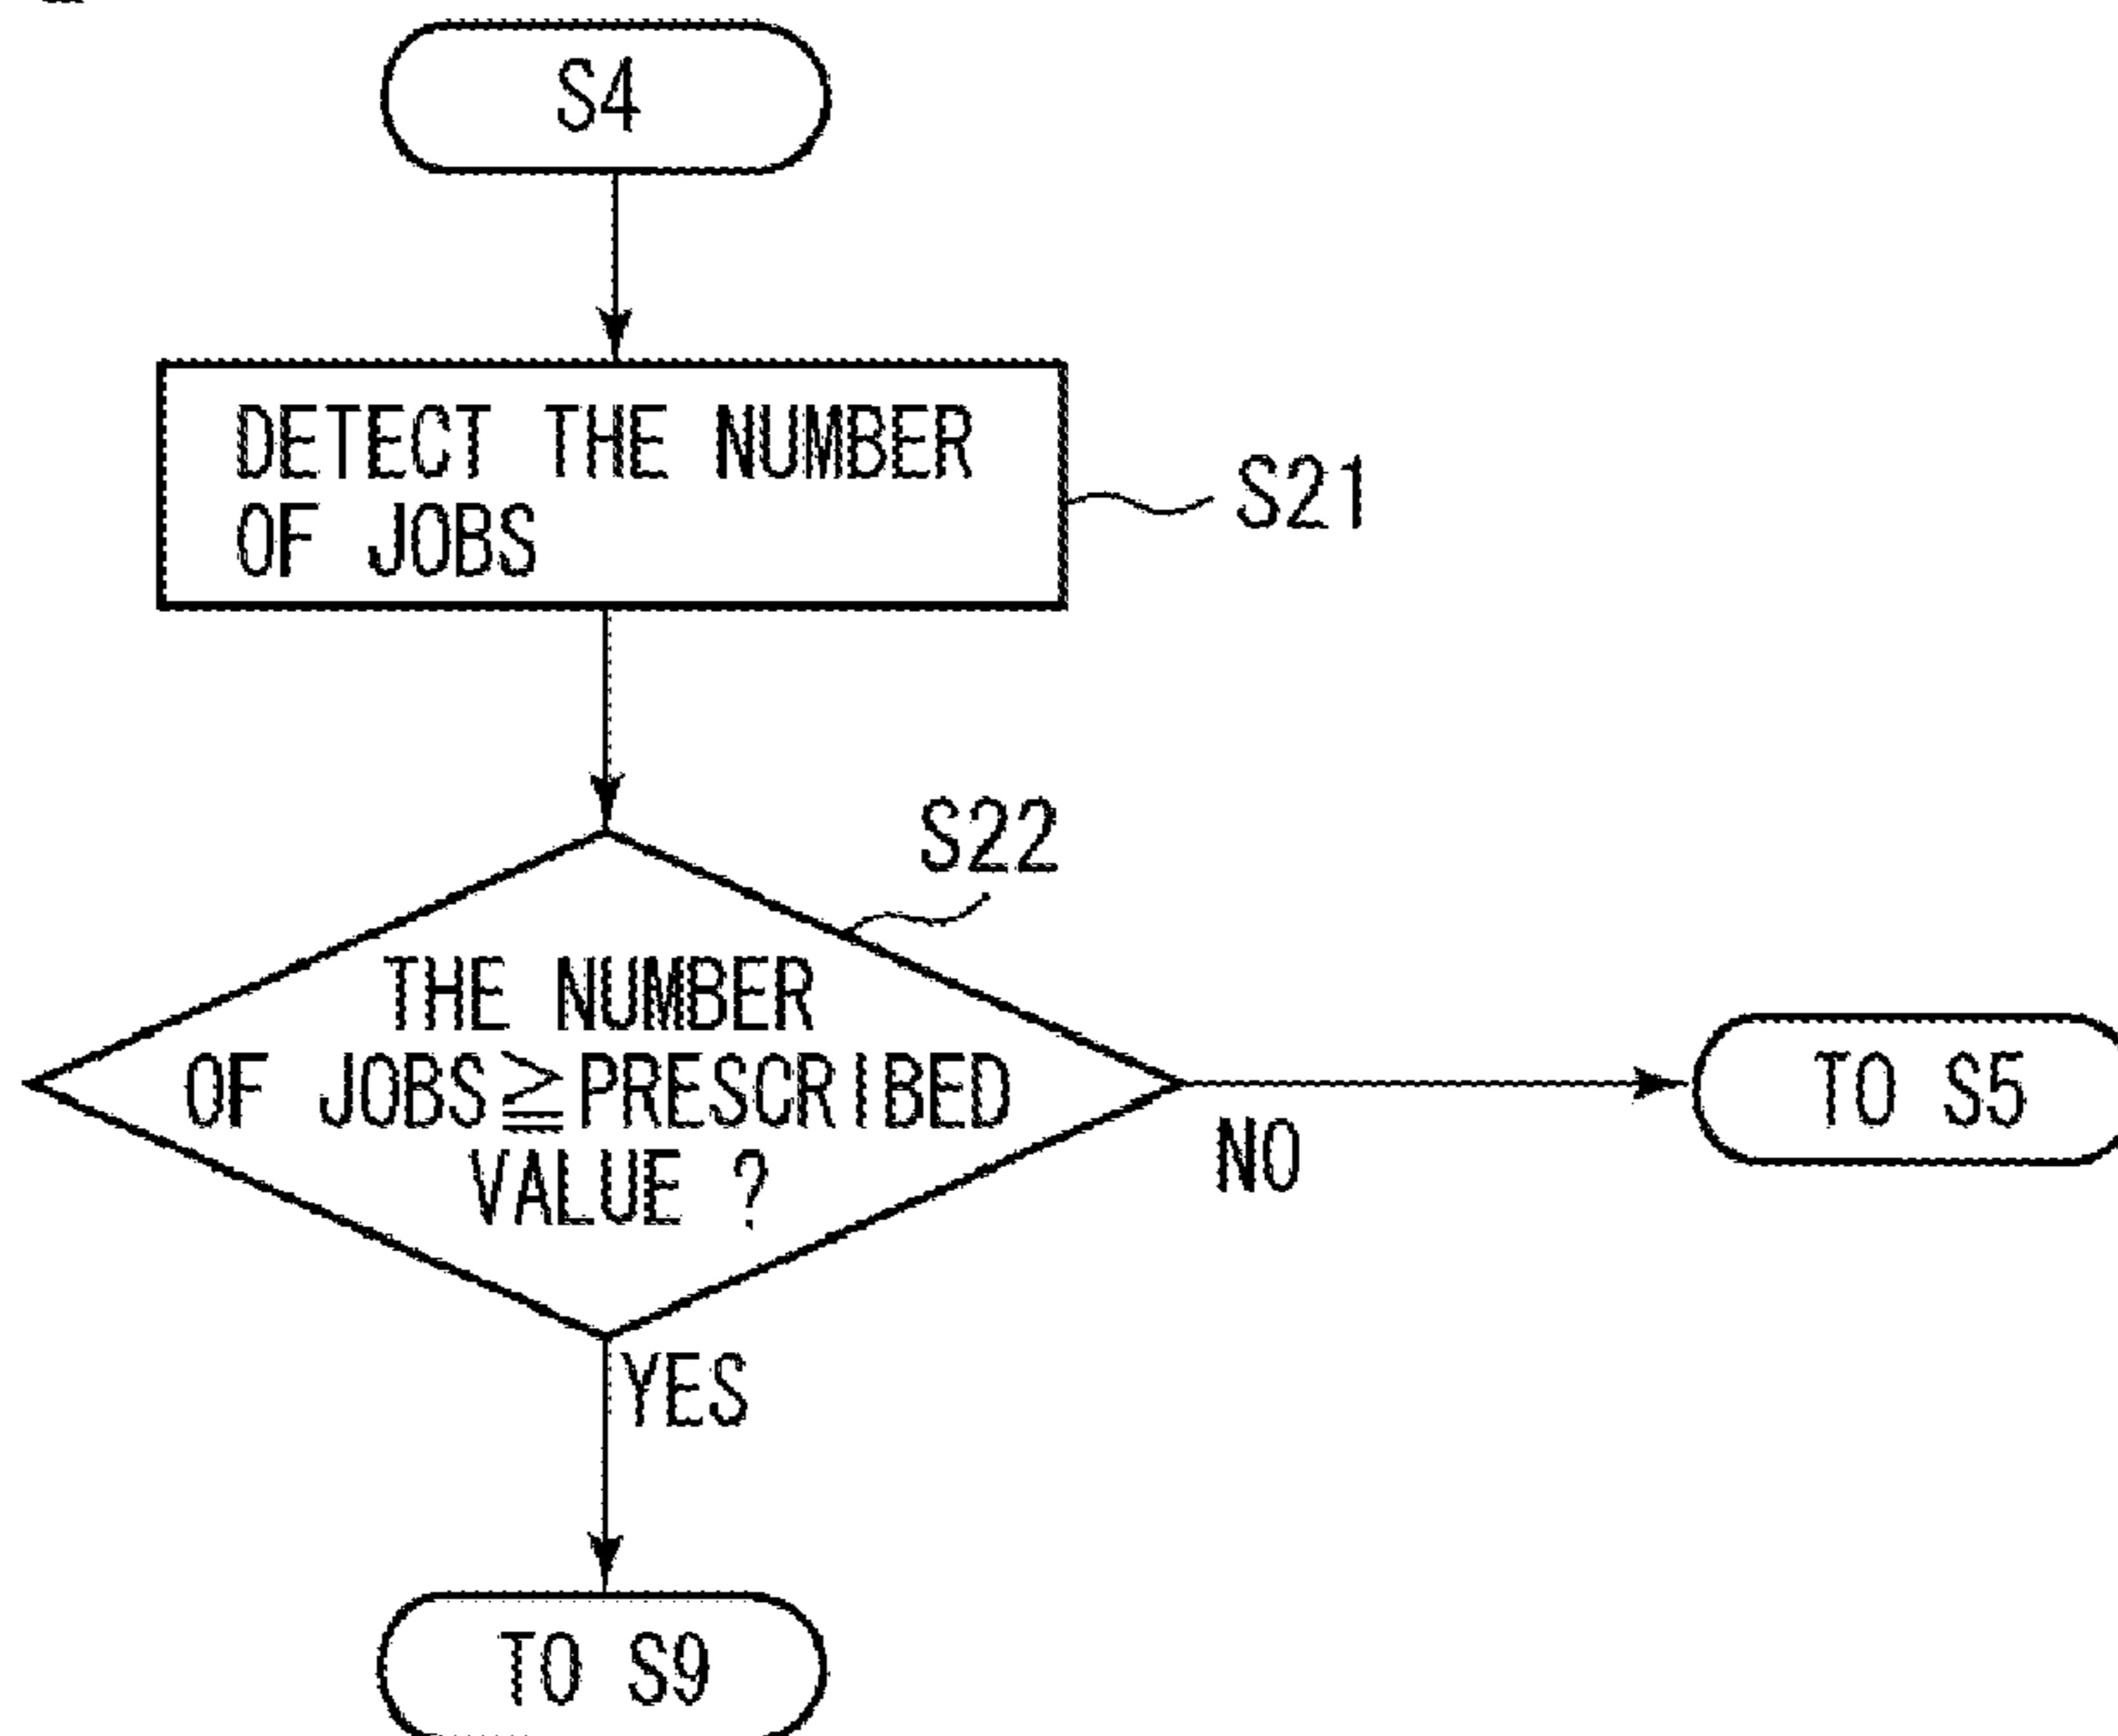 S4
DETECT THE NUMBER
OF JOBS
S21
S22
THE NUMBER
OF JOBS≧PRESCRIBED
VALUE ?
NO
TO S5
YES
TO S9